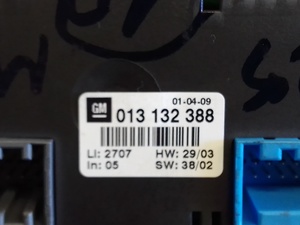 GM
01-04-09
013 132 388
LI: 2707 HW: 29/03
In: 05 SW: 38/02